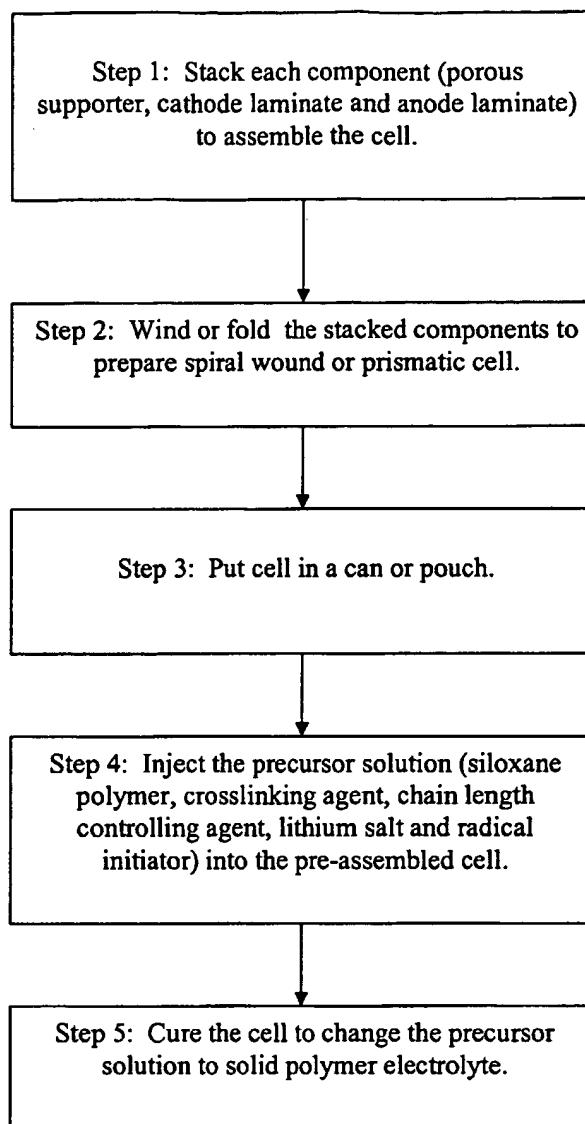 Step 1: Stack each component (porous
supporter, cathode laminate and anode laminate)
to assemble the cell.
Step 2: Wind or fold the stacked components to
prepare spiral wound or prismatic cell.
Step 3: Put cell in a can or pouch.
Step 4: Inject the precursor solution (siloxane
polymer, crosslinking agent, chain length
controlling agent, lithium salt and radical
initiator) into the pre-assembled cell.
Step 5: Cure the cell to change the precursor
solution to solid polymer electrolyte.